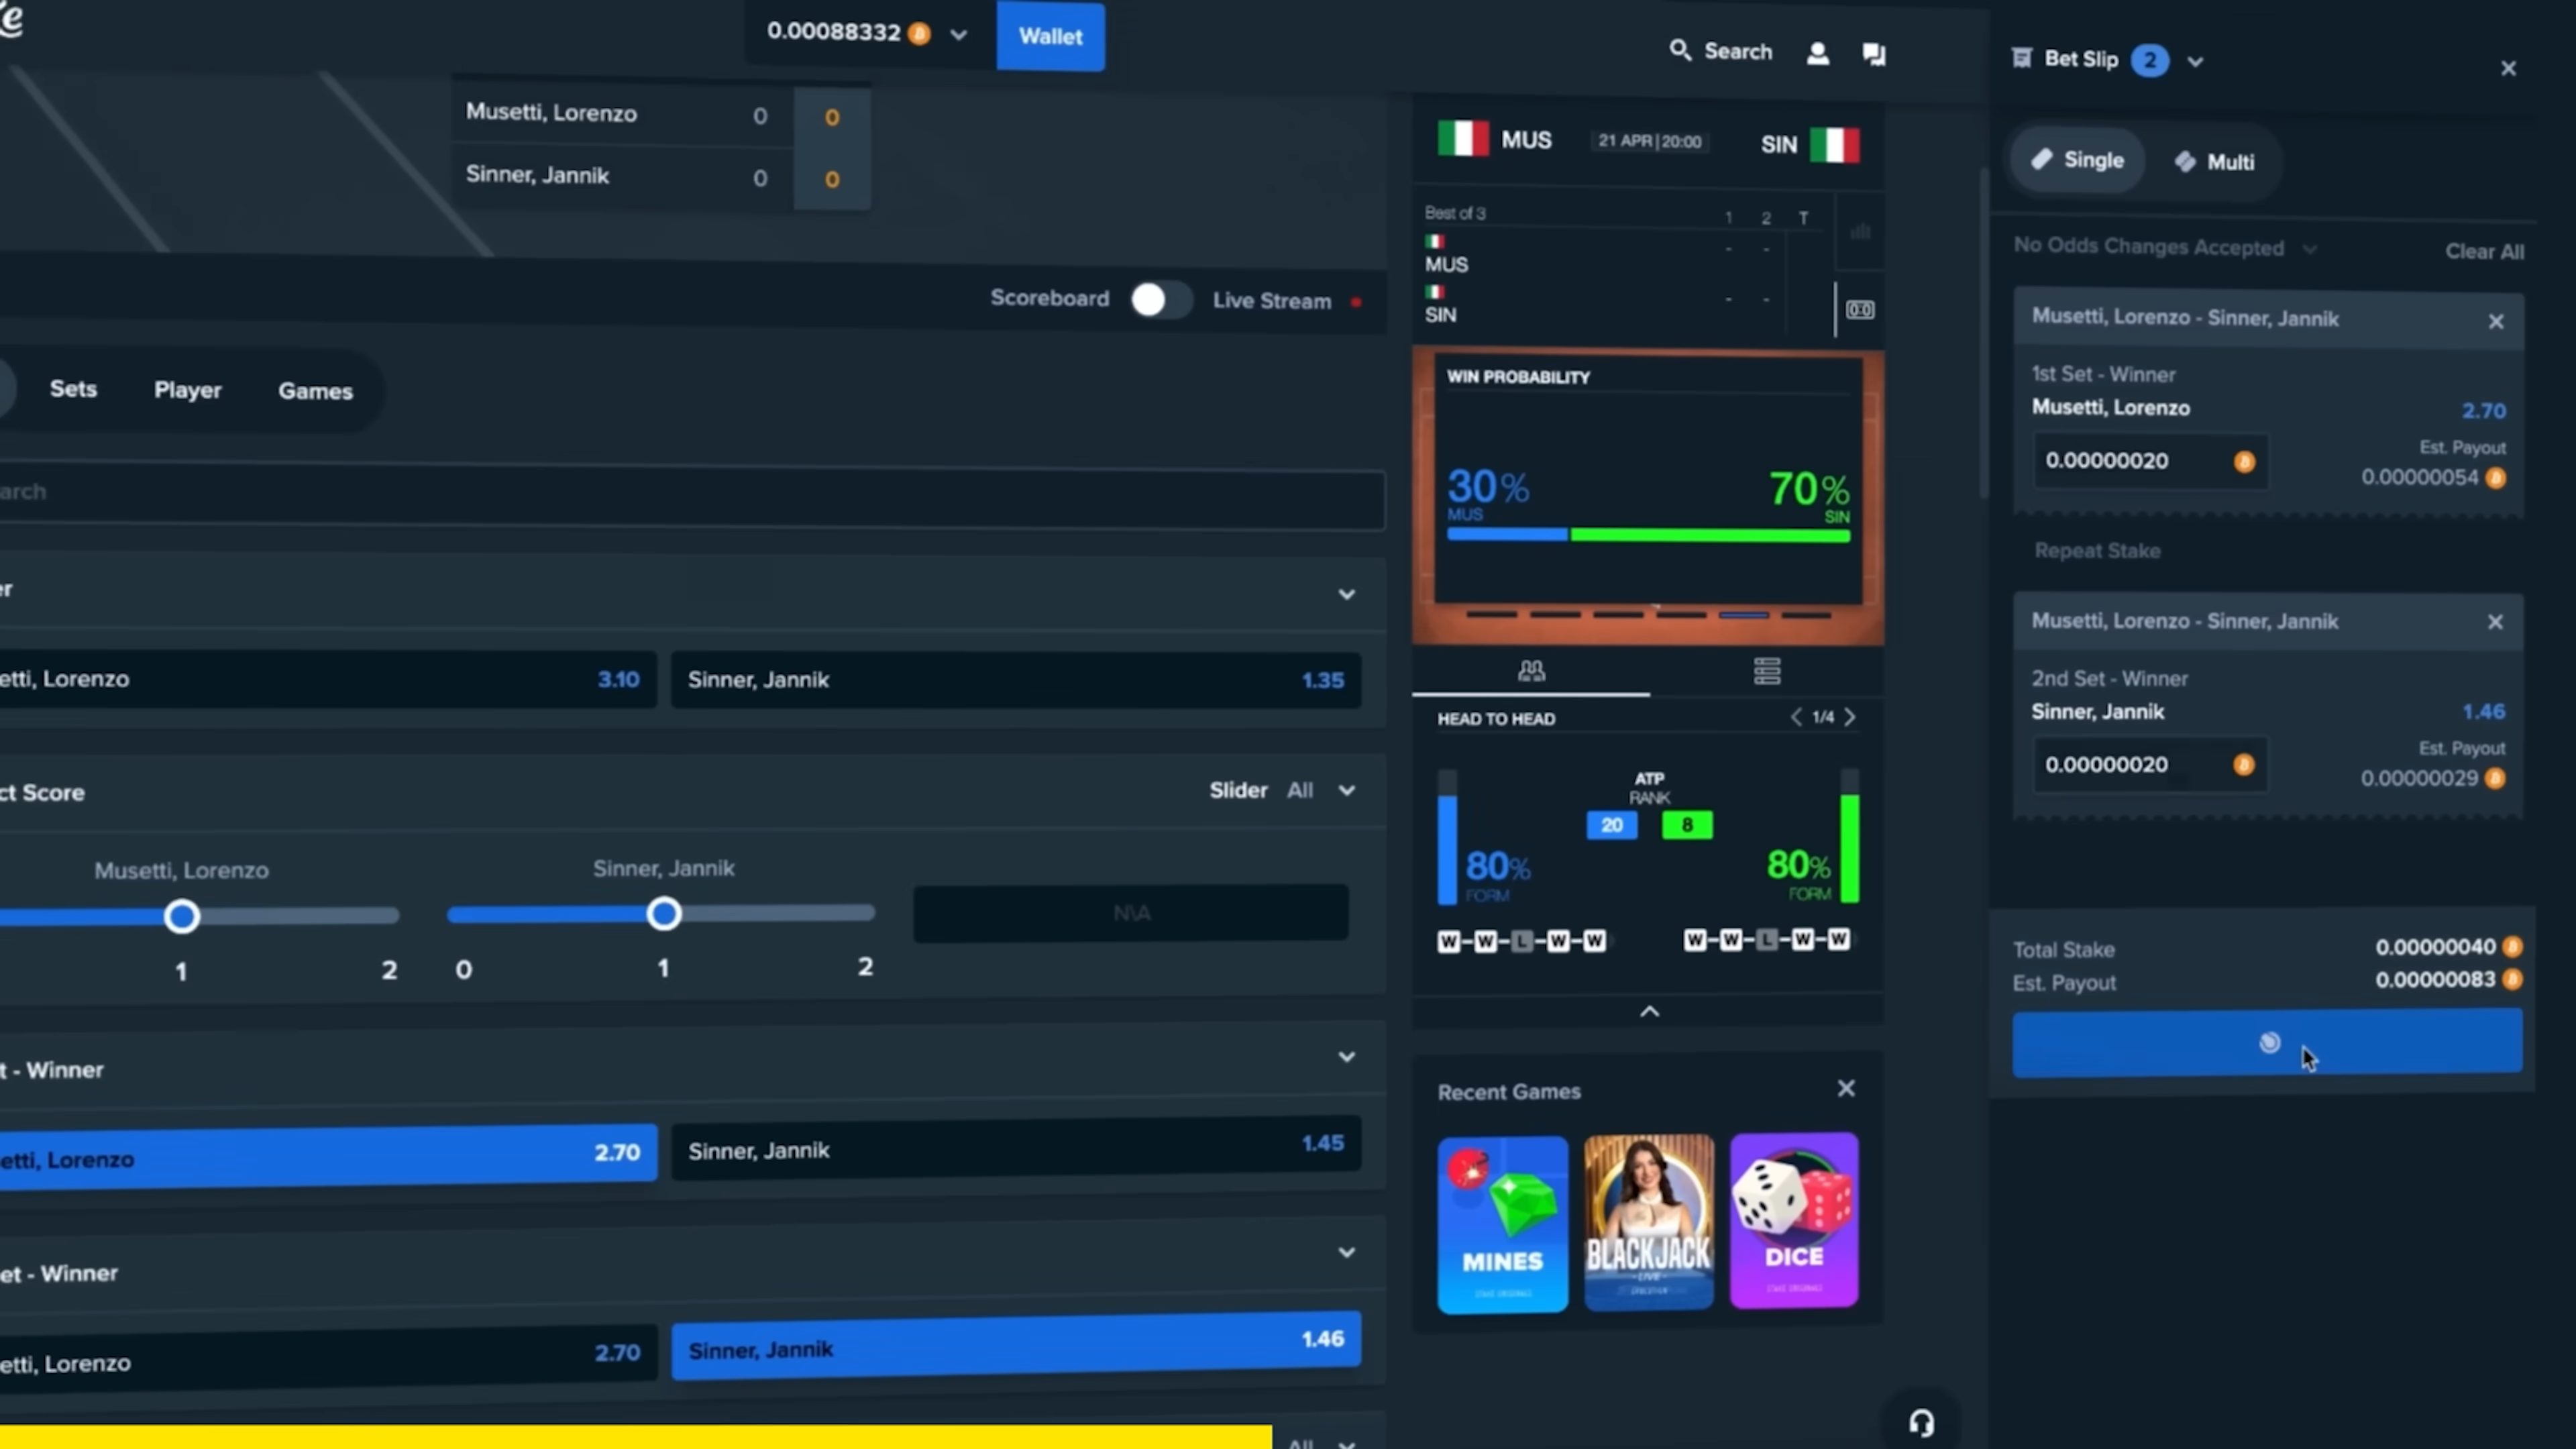 0.00088332
Wallet
Search
Musetti, Lorenzo 0 0
Sinner, Jannik 0 0
Scoreboard Live Stream
Sets Player Games
arch
er
etti, Lorenzo 3.10
Sinner, Jannik 1.35
ct Score
Slider All
Musetti, Lorenzo
1 2
Sinner, Jannik
0 1 2
N\A
t - Winner
etti, Lorenzo 2.70
Sinner, Jannik 1.45
et - Winner
etti, Lorenzo 2.70
Sinner, Jannik 1.46
All
MUS 21 APR|20:00 SIN
Best of 3 1 2 T
MUS - -
SIN - -
0:0
WIN PROBABILITY
30% 70%
MUS SIN
HEAD TO HEAD 1/4
ATP
RANK
20 8
80% 80%
FORM FORM
W-W-L-W-W W-W-L-W-W
Recent Games
MINES
BLACKJACK
LIVE
DICE
Bet Slip 2
Single Multi
No Odds Changes Accepted Clear All
Musetti, Lorenzo - Sinner, Jannik
1st Set - Winner
Musetti, Lorenzo 2.70
Est. Payout
0.00000020 0.00000054
Repeat Stake
Musetti, Lorenzo - Sinner, Jannik
2nd Set - Winner
Sinner, Jannik 1.46
Est. Payout
0.00000020 0.00000029
Total Stake 0.00000040
Est. Payout 0.00000083